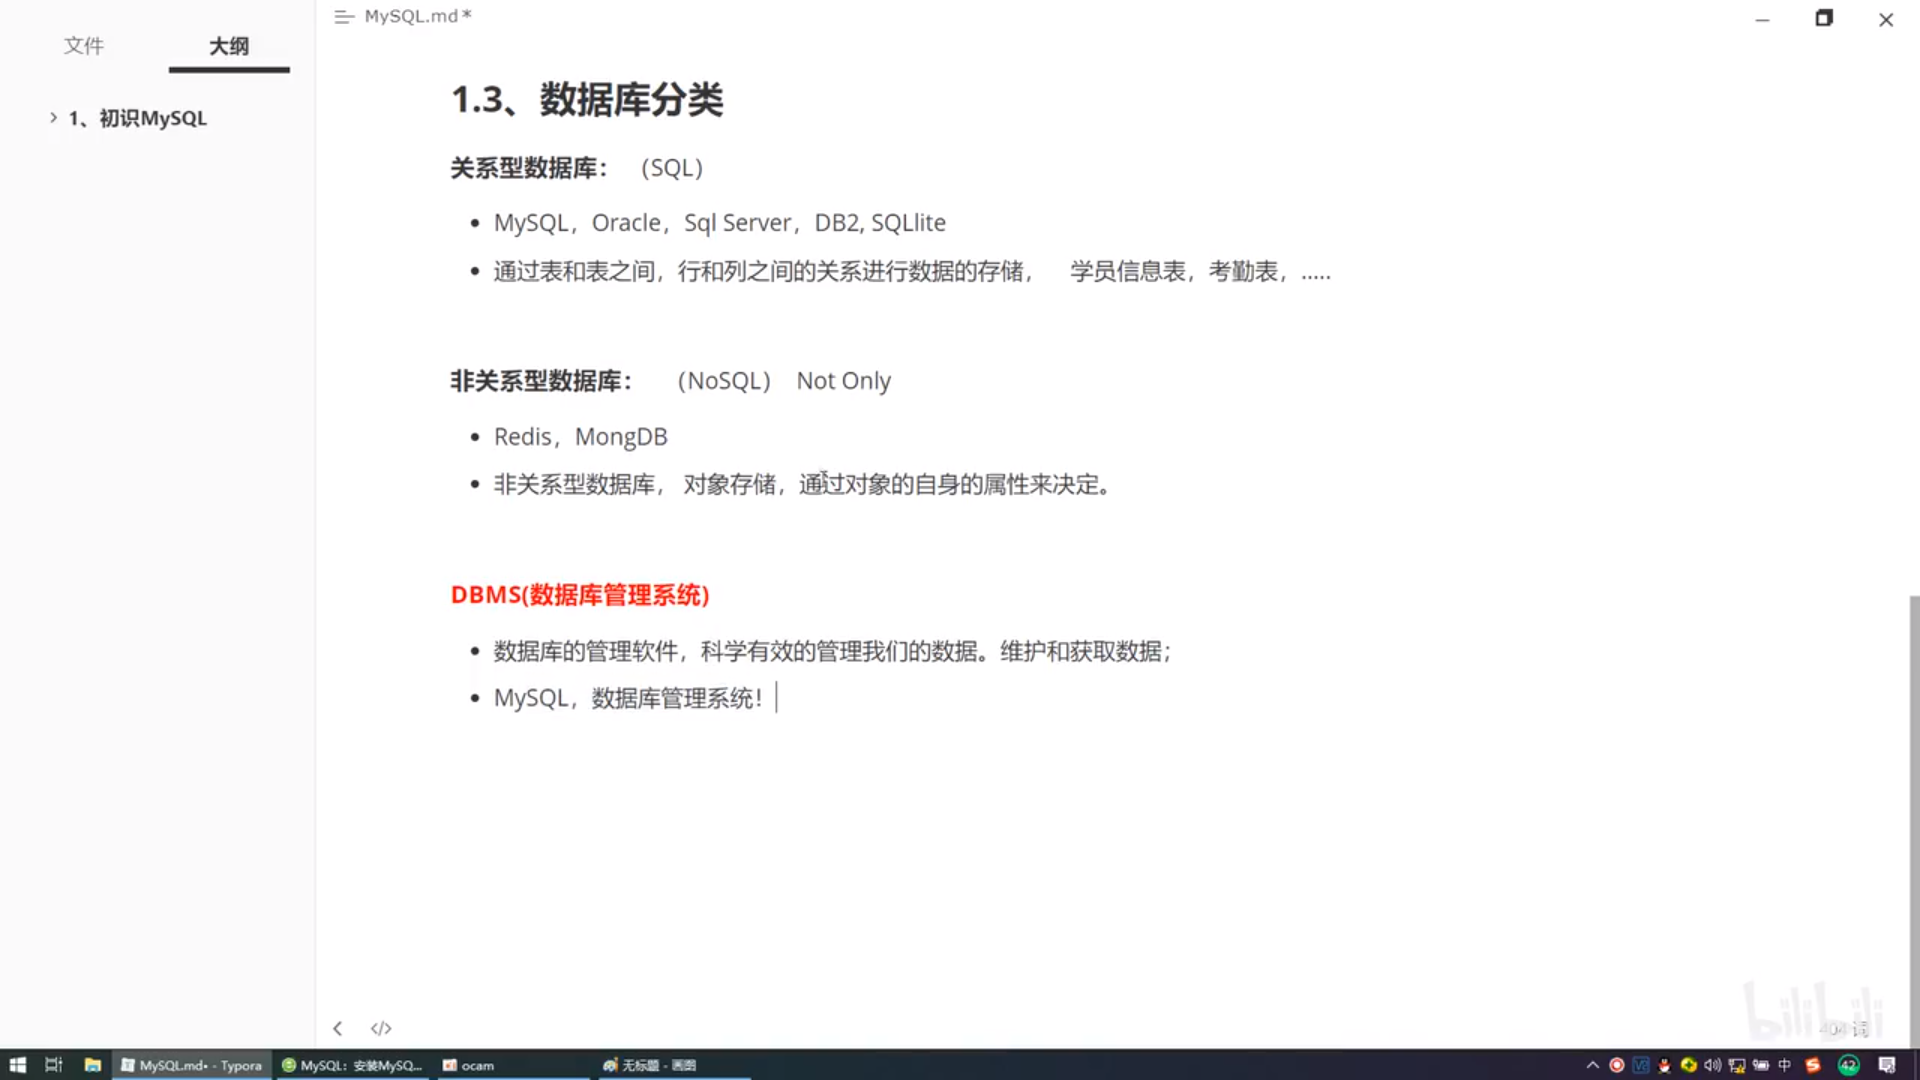 MySQL.md*
文件
大纲
1、初识MySQL
1.3、数据库分类
关系型数据库： （SQL）
MySQL，Oracle，Sql Server，DB2, SQLlite
通过表和表之间，行和列之间的关系进行数据的存储， 学员信息表，考勤表，.....
非关系型数据库： （NoSQL） Not Only
Redis，MongDB
非关系型数据库， 对象存储，通过对象的自身的属性来决定。
DBMS(数据库管理系统)
数据库的管理软件，科学有效的管理我们的数据。维护和获取数据；
MySQL，数据库管理系统！
bilibili
404 词
MySQL.md• - Typora
MySQL：安装MySQ...
ocam
无标题 - 画图
中
42